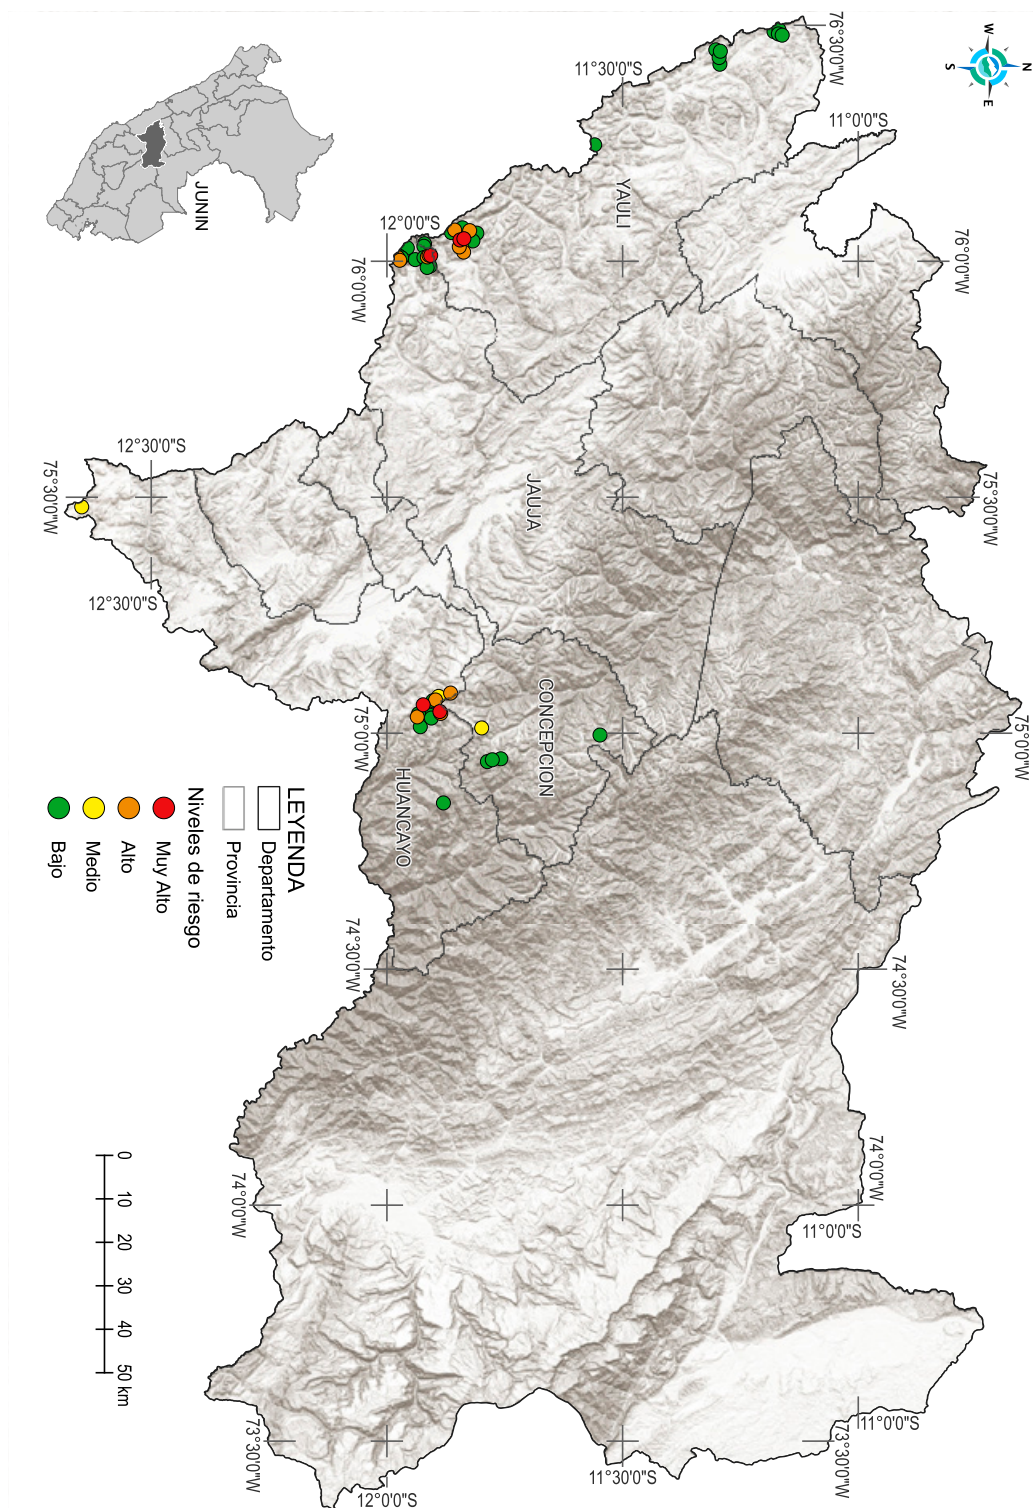 N
W
E
S
76°30'0"W
76°0'0"W
75°30'0"W
75°0'0"W
74°30'0"W
74°0'0"W
73°30'0"W
11°0'0"S
11°30'0"S
12°0'0"S
12°30'0"S
76°0'0"W
75°30'0"W
12°30'0"S
75°0'0"W
74°30'0"W
74°0'0"W
73°30'0"W
11°0'0"S
11°0'0"S
11°30'0"S
12°0'0"S
YAULI
JAUJA
CONCEPCION
HUANCAYO
JUNIN
LEYENDA
Departamento
Provincia
Niveles de riesgo
Muy Alto
Alto
Medio
Bajo
0 10 20 30 40 50 km